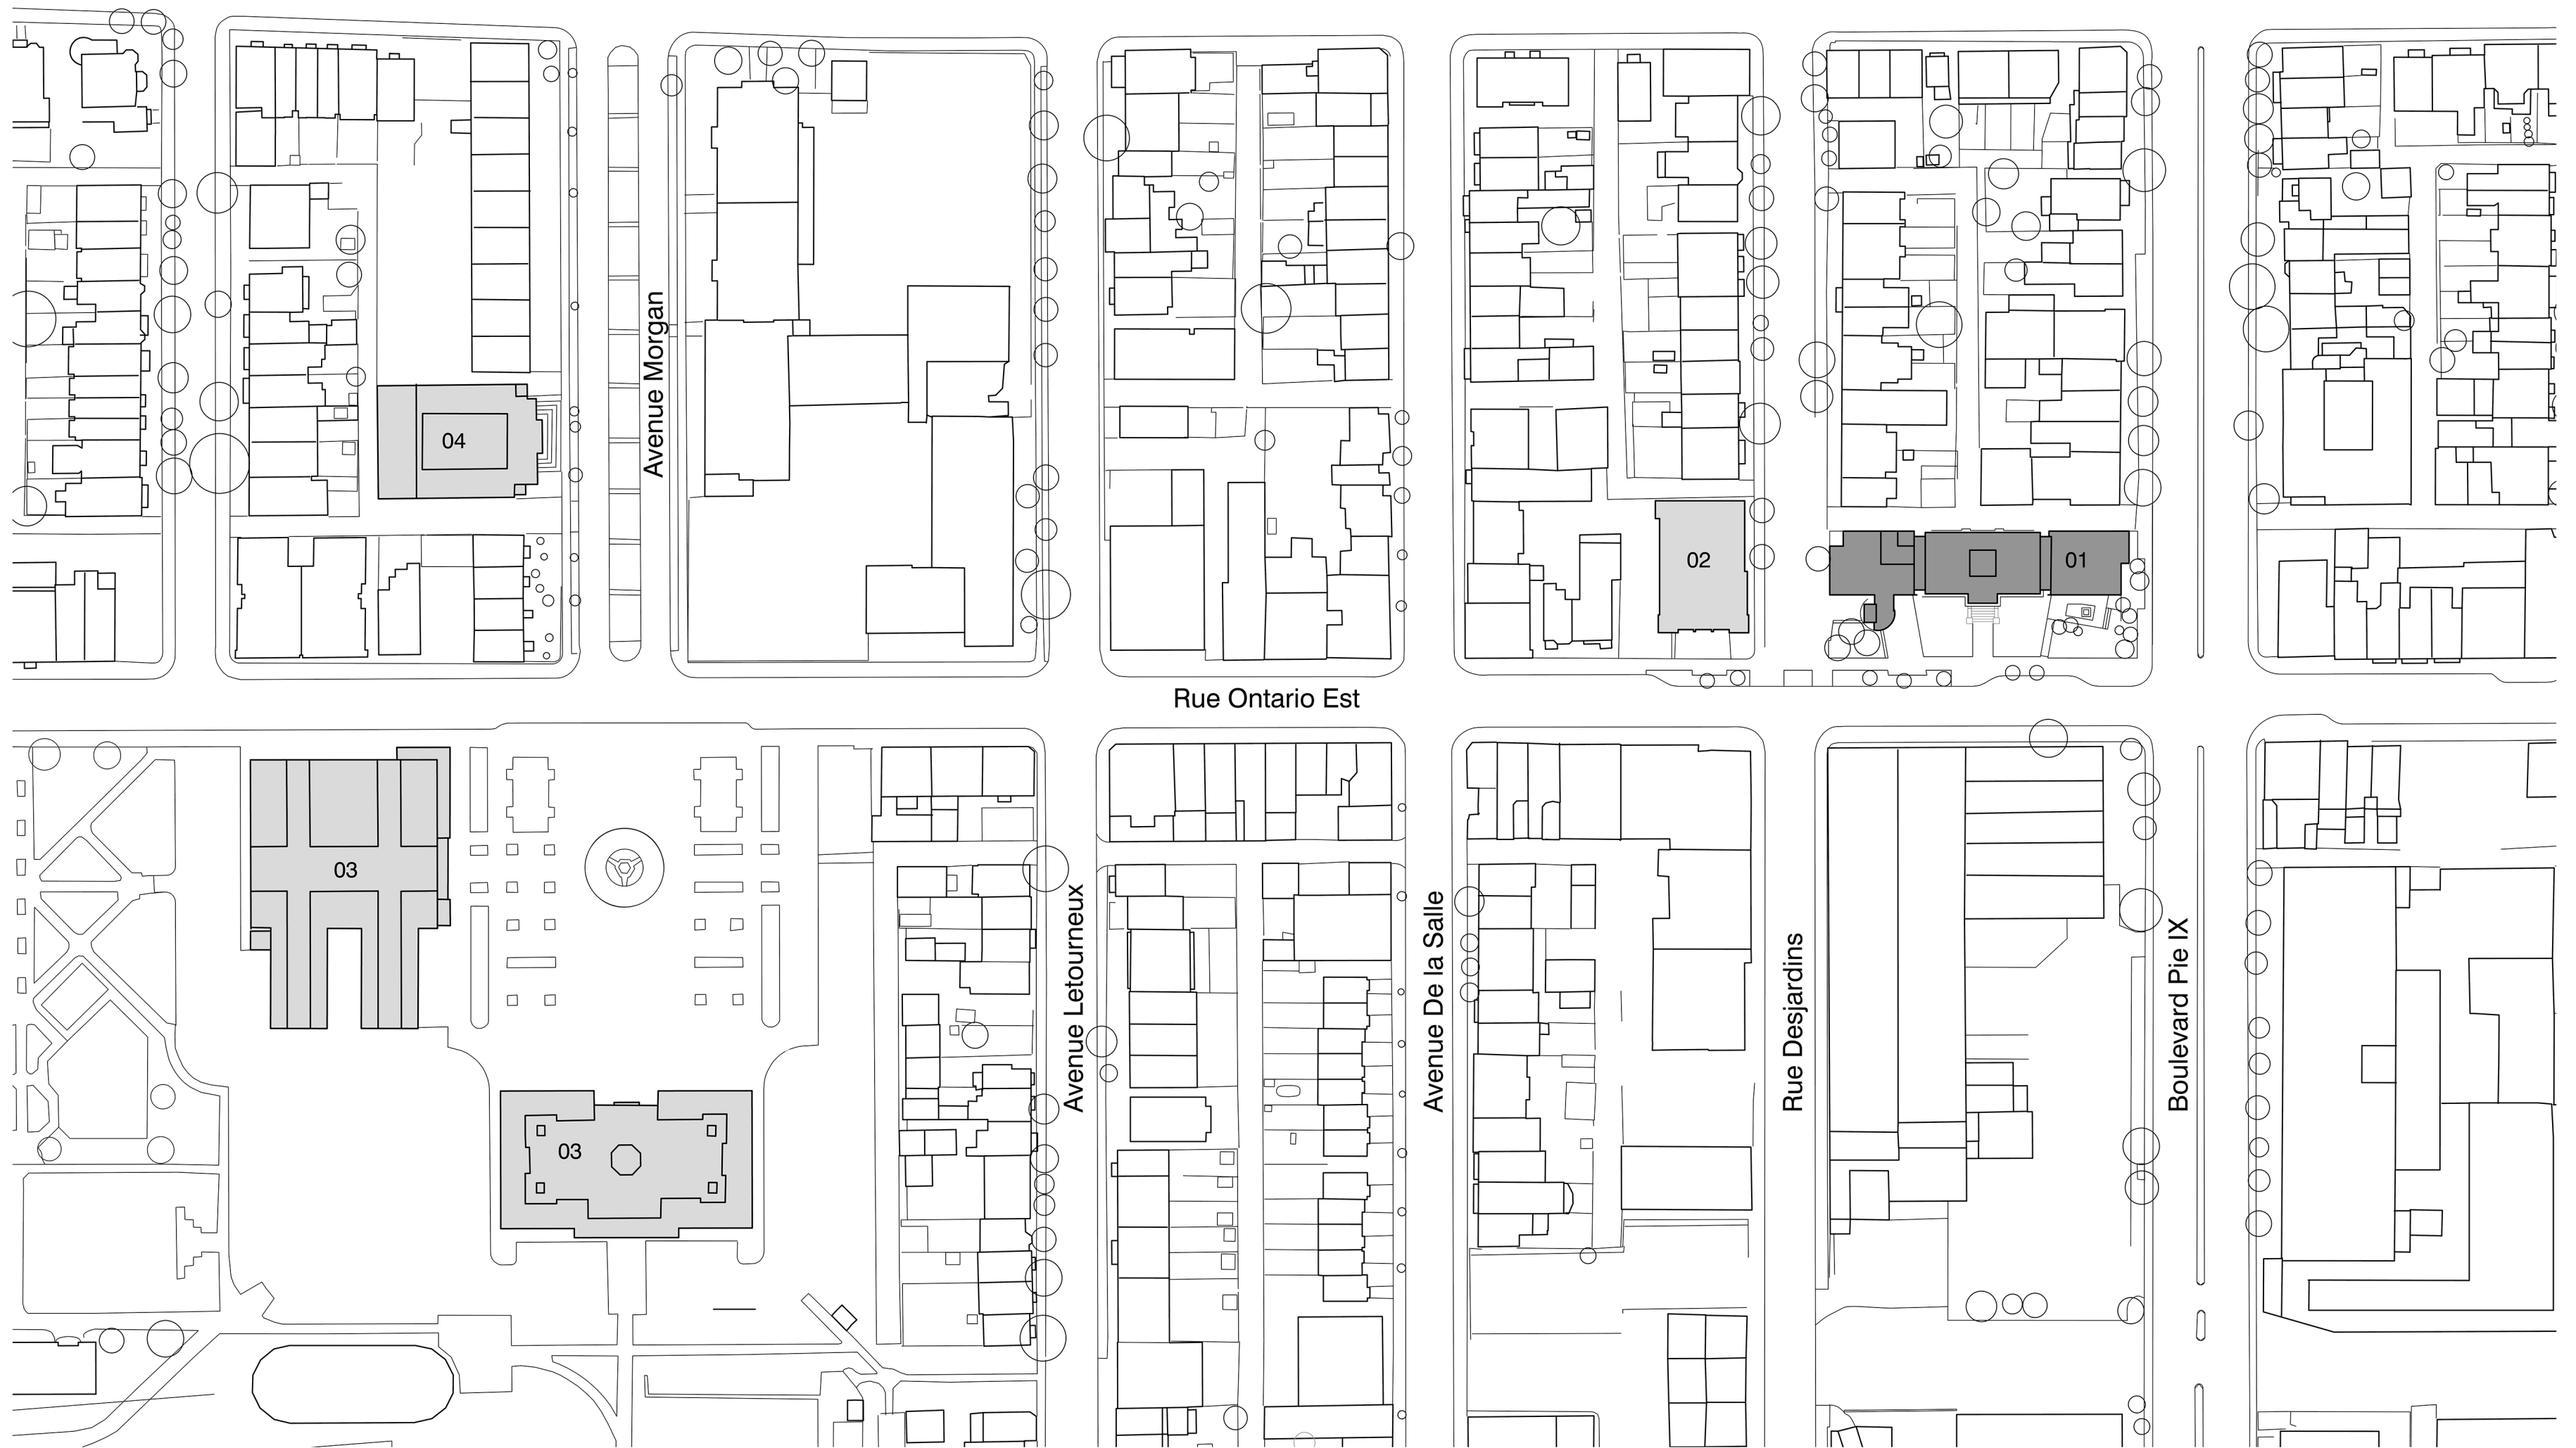 04
Avenue Morgan
02
01
Rue Ontario Est
03
Avenue Letourneux
Avenue De la Salle
Rue Desjardins
Boulevard Pie IX
03